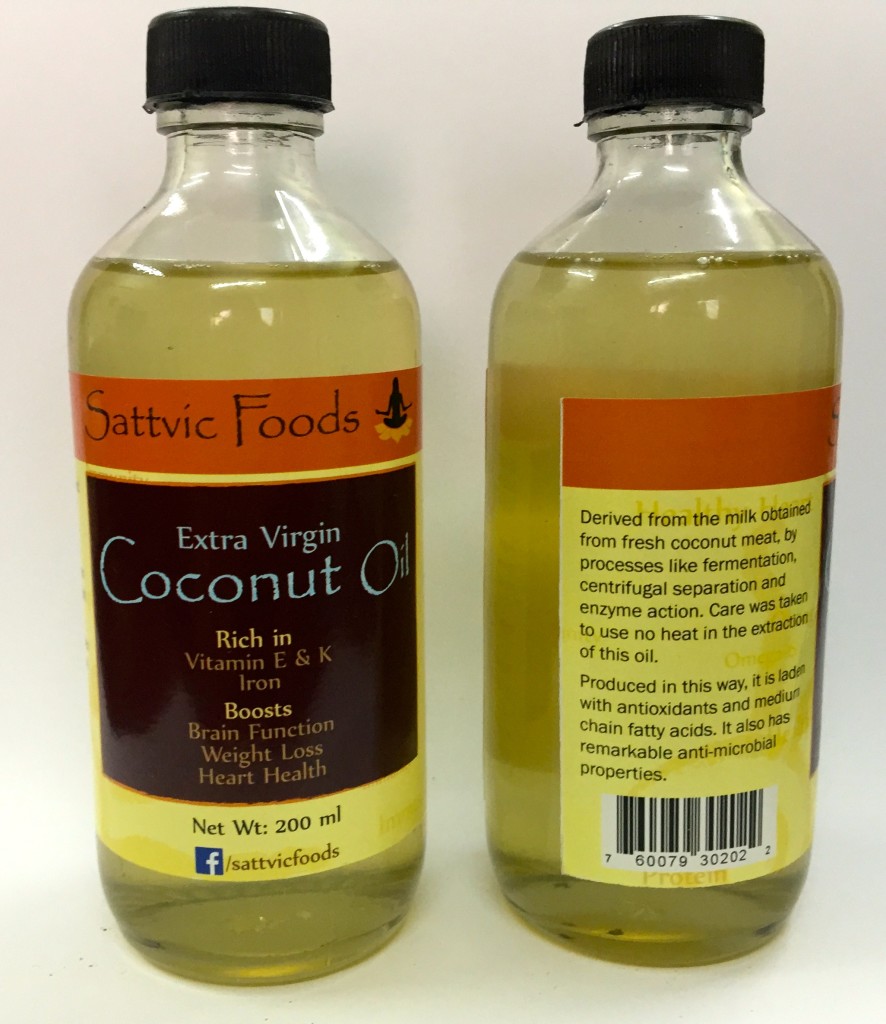 Sattvic Foods
Extra Virgin
Coconut Oil
Rich in
Vitamin E & K
Iron
Boosts
Brain Function
Weight Loss
Heart Health
Net Wt: 200 ml
f/sattvicfoods
Derived from the milk obtained
from fresh coconut meat, by
processes like fermentation,
centrifugal separation and
enzyme action. Care was taken
to use no heat in the extraction
of this oil.
Produced in this way, it is laden
with antioxidants and medium
chain fatty acids. It also has
remarkable anti-microbial
properties.
7 60079 30202 2
Protein